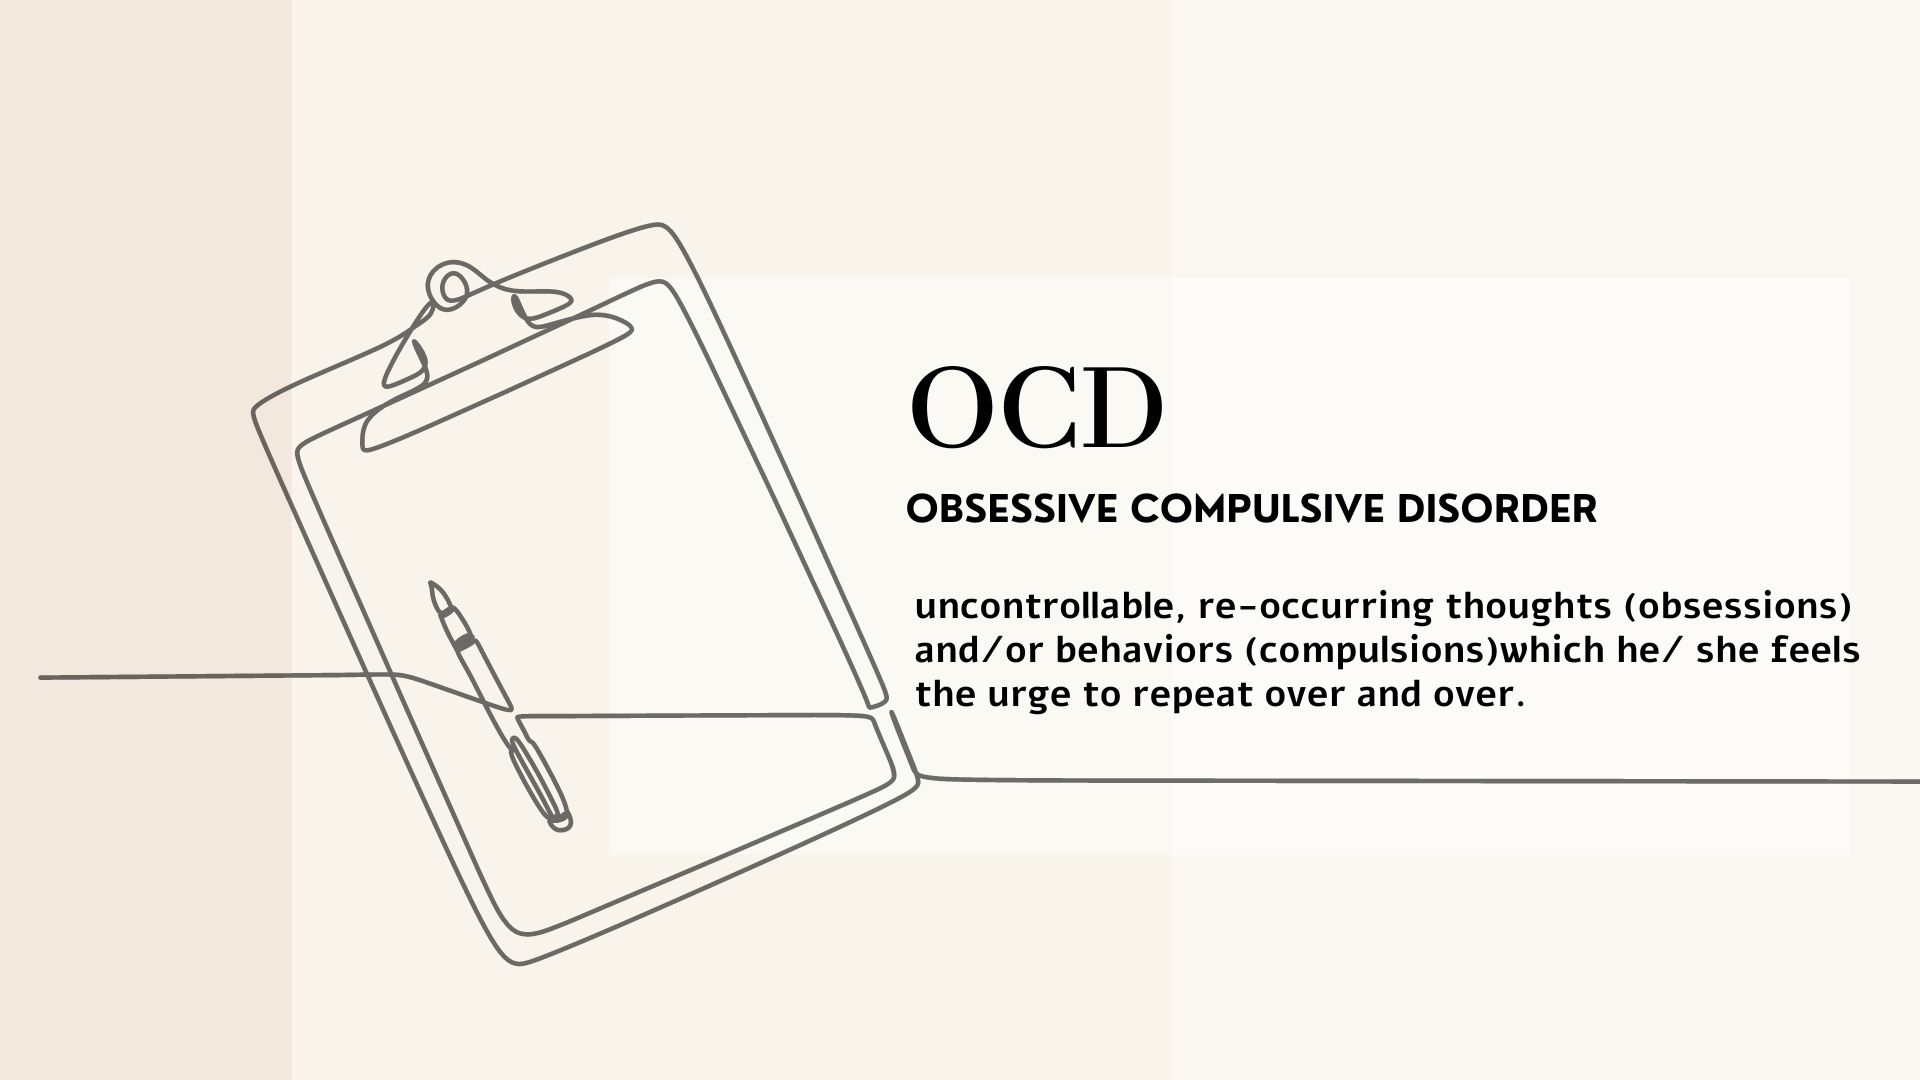 OCD
OBSESSIVE COMPULSIVE DISORDER
uncontrollable, re-occurring thoughts (obsessions)
and/or behaviors (compulsions)which he/ she feels
the urge to repeat over and over.